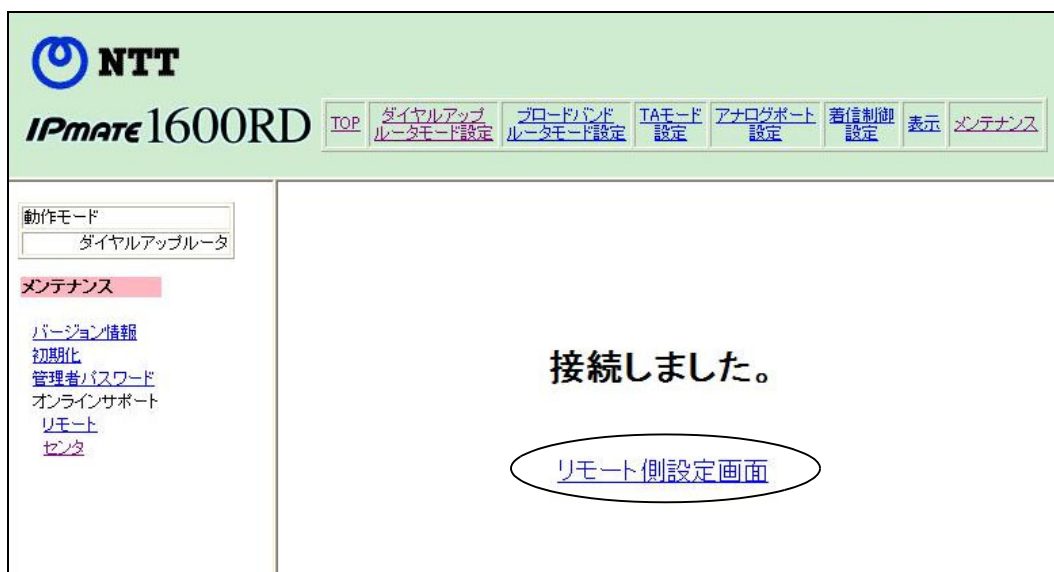 NTT
IPmate 1600RD
TOP
ダイヤルアップ
ルータモード設定
ブロードバンド
ルータモード設定
TAモード
設定
アナログポート
設定
着信制御
設定
表示
メンテナンス
動作モード
ダイヤルアップルータ
メンテナンス
バージョン情報
初期化
管理者パスワード
オンラインサポート
リモート
センタ
接続しました。
リモート側設定画面